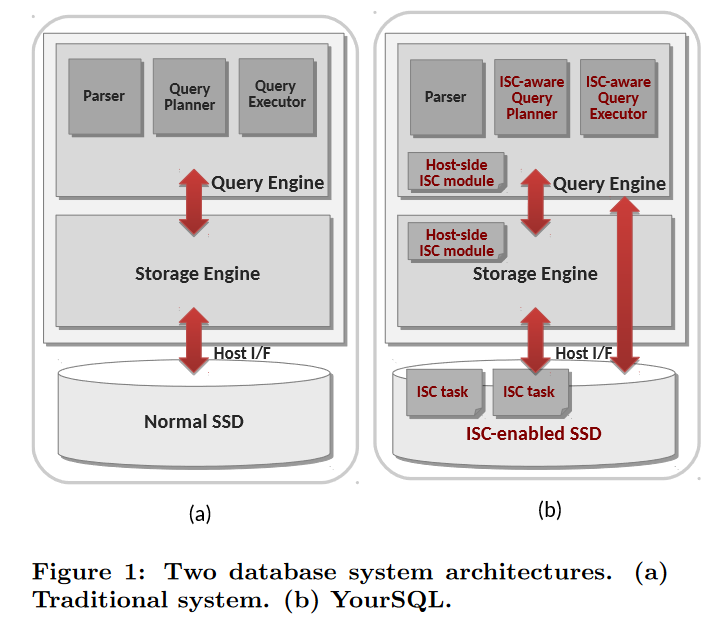 Parser
Query
Planner
Query
Executor
Query Engine
Storage Engine
Host I/F
Normal SSD
(a)
Parser
ISC-aware
Query
Planner
ISC-aware
Query
Executor
Host-side
ISC module
Query Engine
Host-side
ISC module
Storage Engine
Host I/F
ISC task
ISC task
ISC-enabled SSD
(b)
Figure 1: Two database system architectures. (a)
Traditional system. (b) YourSQL.